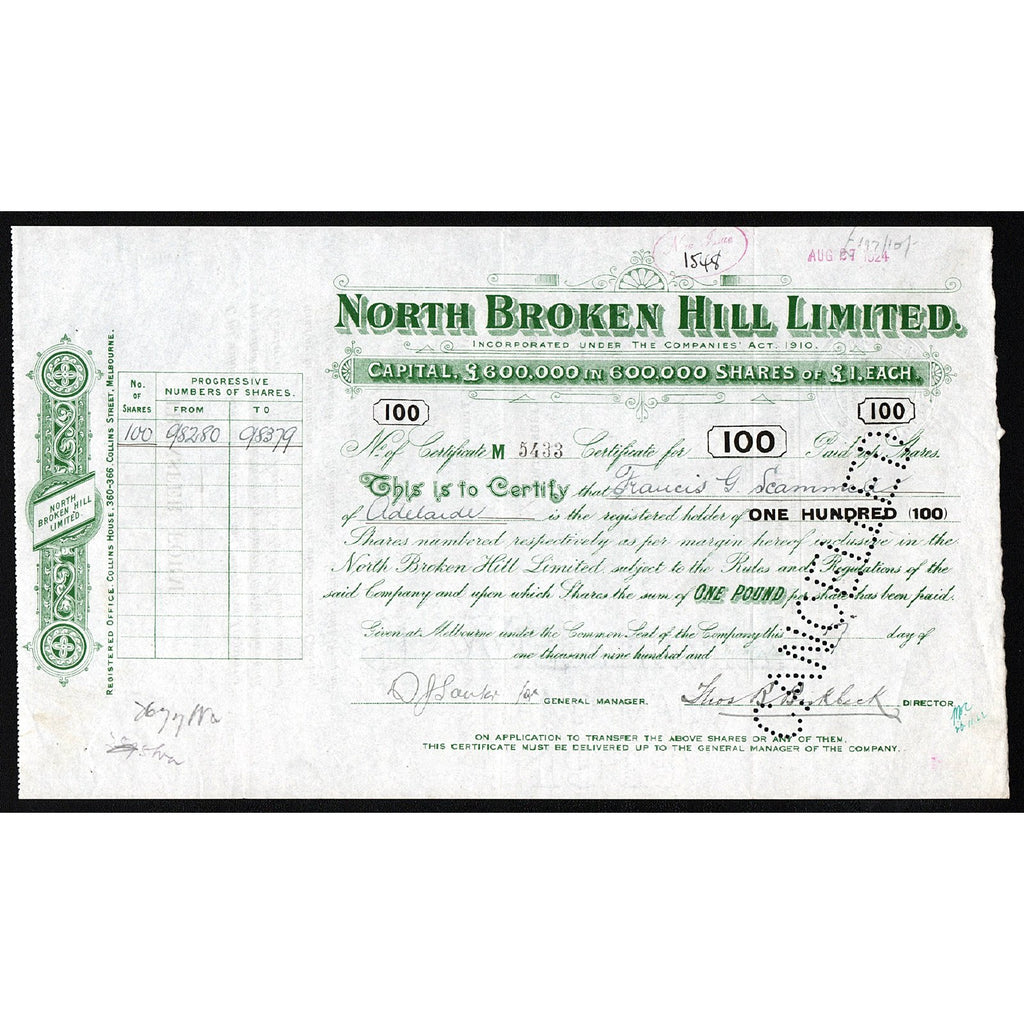 1548
AUG 27 1924
NORTH BROKEN HILL LIMITED.
INCORPORATED UNDER THE COMPANIES' ACT. 1910.
CAPITAL, £600,000 IN 600,000 SHARES OF £1. EACH.
100
100
No. of Certificate M 5433 Certificate for 100 Paid up Shares.
This is to Certify that Francis G Scammell
of Adelaide is the registered holder of ONE HUNDRED (100)
Shares numbered respectively as per margin hereof inclusive in the
North Broken Hill Limited, subject to the Rules and Regulations of the
said Company and upon which Shares the sum of ONE POUND per share has been paid.
Given at Melbourne under the Common Seal of the Company this day of
one thousand nine hundred and
for GENERAL MANAGER. DIRECTOR
ON APPLICATION TO TRANSFER THE ABOVE SHARES OR ANY OF THEM,
THIS CERTIFICATE MUST BE DELIVERED UP TO THE GENERAL MANAGER OF THE COMPANY.
CANCELLED
REGISTERED OFFICE, COLLINS HOUSE, 360-366, COLLINS STREET, MELBOURNE.
NORTH
BROKEN HILL
LIMITED
No. OF SHARES
PROGRESSIVE
NUMBERS OF SHARES.
FROM TO
100 98280 98379